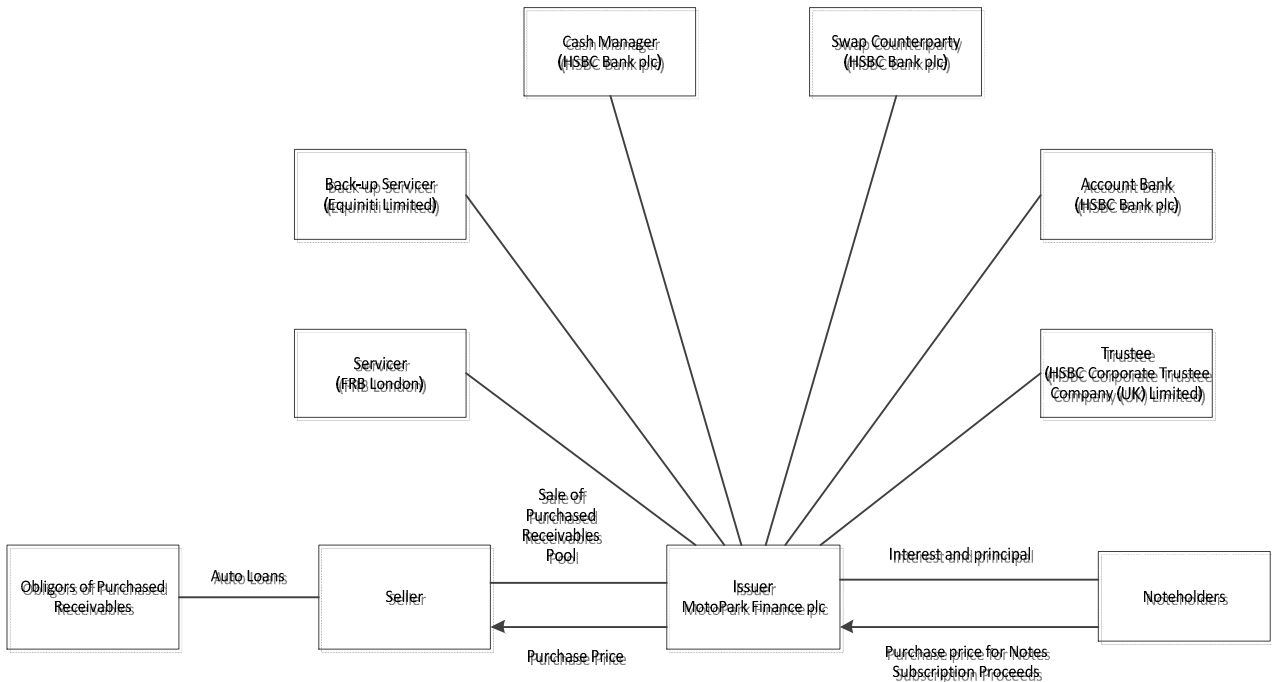 Cash Manager
(HSBC Bank plc)
Swap Counterparty
(HSBC Bank plc)
Back-up Servicer
(Equiniti Limited)
Account Bank
(HSBC Bank plc)
Servicer
(FRB London)
Trustee
(HSBC Corporate Trustee
Company (UK) Limited)
Sale of
Purchased
Receivables
Pool
Obligors of Purchased
Receivables
Auto Loans
Seller
Purchase Price
Issuer
MotoPark Finance plc
Interest and principal
Purchase price for Notes
Subscription Proceeds
Noteholders